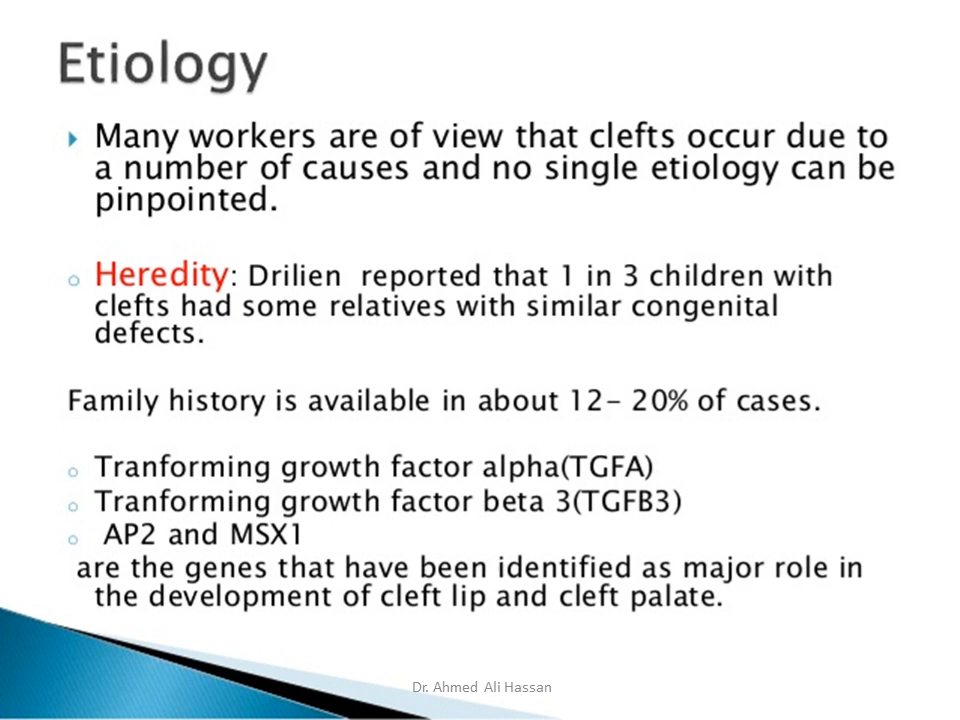 Etiology
Many workers are of view that clefts occur due to
a number of causes and no single etiology can be
pinpointed.
Heredity: Drilien reported that 1 in 3 children with
clefts had some relatives with similar congenital
defects.
Family history is available in about 12- 20% of cases.
Tranforming growth factor alpha(TGFA)
Tranforming growth factor beta 3(TGFB3)
AP2 and MSX1
are the genes that have been identified as major role in
the development of cleft lip and cleft palate.
Dr. Ahmed Ali Hassan